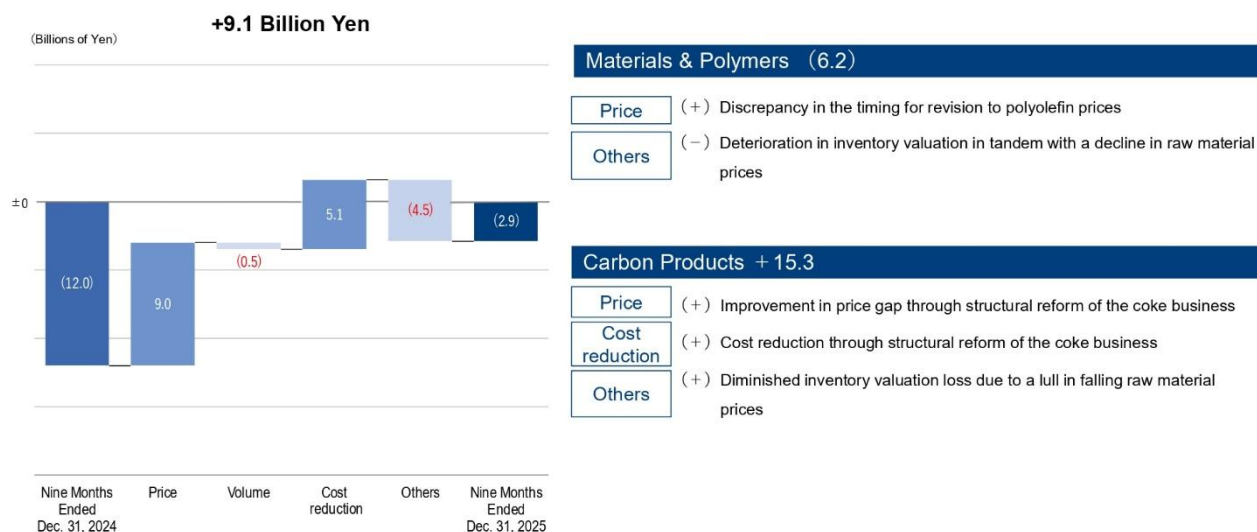 +9.1 Billion Yen
(Billions of Yen)
±0
(12.0)
9.0
(0.5)
5.1
(4.5)
(2.9)
Nine Months
Ended
Dec. 31, 2024
Price
Volume
Cost
reduction
Others
Nine Months
Ended
Dec. 31, 2025
Materials & Polymers （6.2）
Price
（+） Discrepancy in the timing for revision to polyolefin prices
Others
（−） Deterioration in inventory valuation in tandem with a decline in raw material
prices
Carbon Products ＋15.3
Price
（+） Improvement in price gap through structural reform of the coke business
Cost
reduction
（+） Cost reduction through structural reform of the coke business
Others
（+） Diminished inventory valuation loss due to a lull in falling raw material
prices